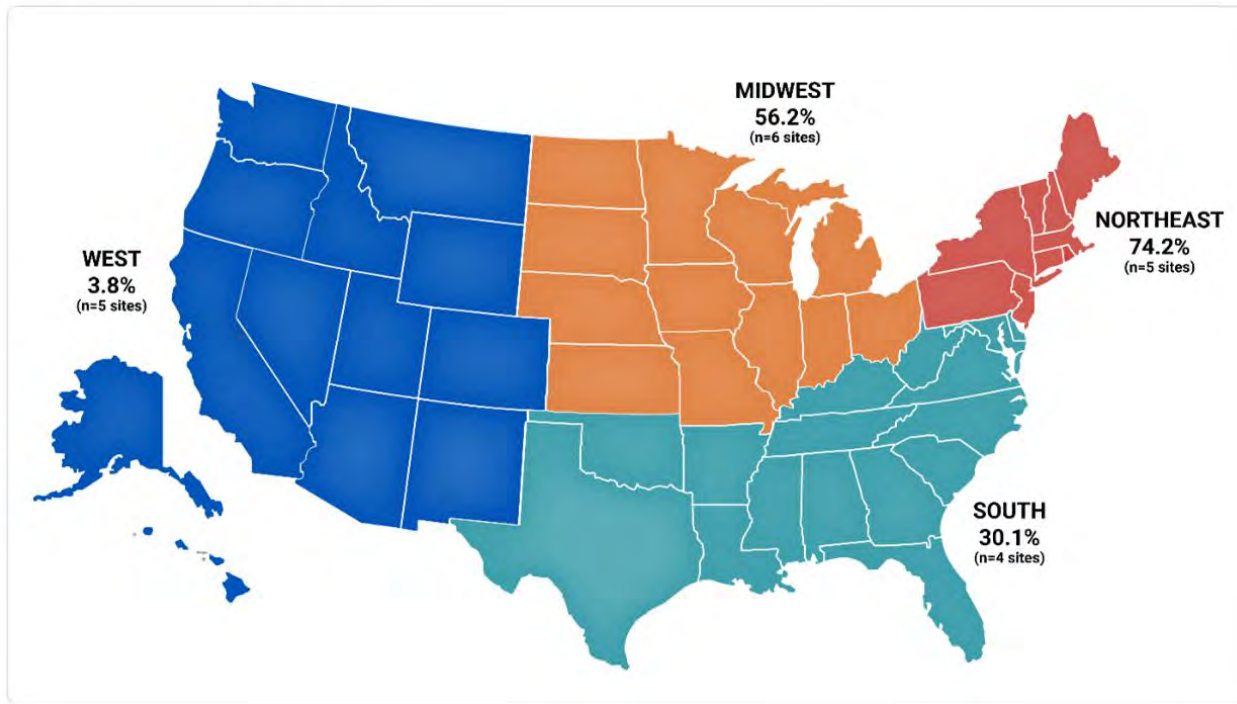 MIDWEST
56.2%
(n=6 sites)
NORTHEAST
74.2%
(n=5 sites)
WEST
3.8%
(n=5 sites)
SOUTH
30.1%
(n=4 sites)